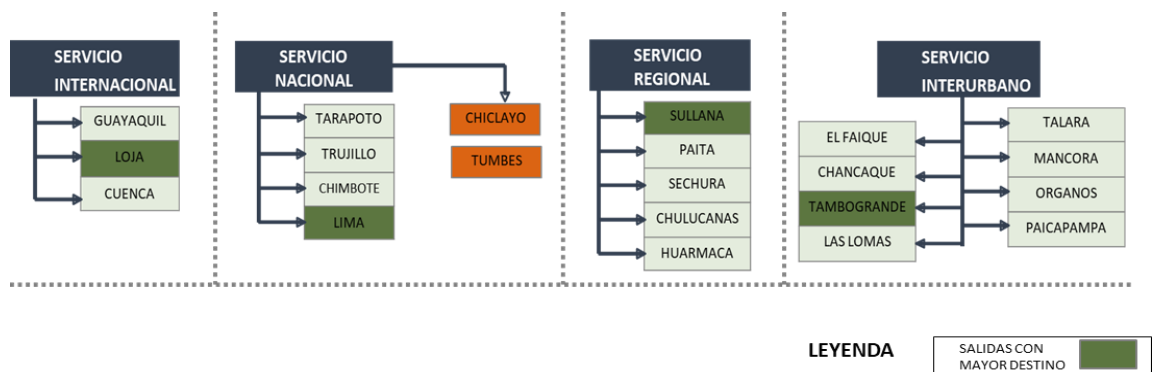 SERVICIO
INTERNACIONAL
GUAYAQUIL
LOJA
CUENCA
SERVICIO
NACIONAL
TARAPOTO
TRUJILLO
CHIMBOTE
LIMA
CHICLAYO
TUMBES
SERVICIO
REGIONAL
SULLANA
PAITA
SECHURA
CHULUCANAS
HUARMACA
SERVICIO
INTERURBANO
EL FAIQUE
CHANCAQUE
TAMBOGRANDE
LAS LOMAS
TALARA
MANCORA
ORGANOS
PAICAPAMPA
LEYENDA
SALIDAS CON
MAYOR DESTINO